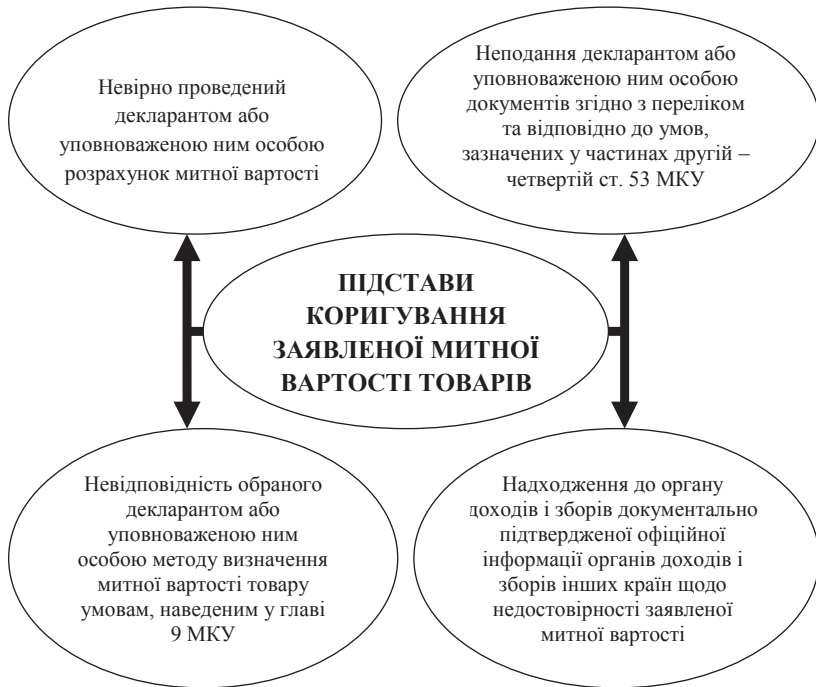 Невірно проведений
декларантом або
уповноваженою ним особою
розрахунок митної вартості
Неподання декларантом або
уповноваженою ним особою
документів згідно з переліком
та відповідно до умов,
зазначених у частинах другій –
четвертій ст. 53 МКУ
ПІДСТАВИ
КОРИГУВАННЯ
ЗАЯВЛЕНОЇ МИТНОЇ
ВАРТОСТІ ТОВАРІВ
Невідповідність обраного
декларантом або
уповноваженою ним
особою методу визначення
митної вартості товару
умовам, наведеним у главі
9 МКУ
Надходження до органу
доходів і зборів документально
підтвердженої офіційної
інформації органів доходів і
зборів інших країн щодо
недостовірності заявленої
митної вартості